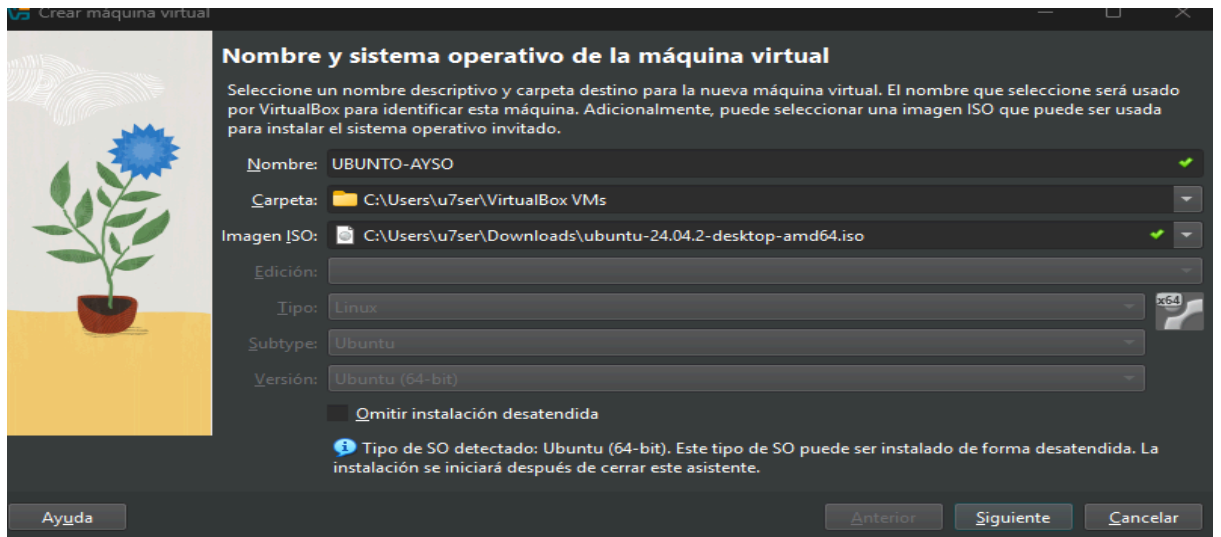 Crear máquina virtual
Nombre y sistema operativo de la máquina virtual
Seleccione un nombre descriptivo y carpeta destino para la nueva máquina virtual. El nombre que seleccione será usado
por VirtualBox para identificar esta máquina. Adicionalmente, puede seleccionar una imagen ISO que puede ser usada
para instalar el sistema operativo invitado.
Nombre: UBUNTO-AYSO
Carpeta: C:\Users\u7ser\VirtualBox VMs
Imagen ISO: C:\Users\u7ser\Downloads\ubuntu-24.04.2-desktop-amd64.iso
Edición:
Tipo: Linux x64
Subtype: Ubuntu
Versión: Ubuntu (64-bit)
Omitir instalación desatendida
Tipo de SO detectado: Ubuntu (64-bit). Este tipo de SO puede ser instalado de forma desatendida. La
instalación se iniciará después de cerrar este asistente.
Ayuda Anterior Siguiente Cancelar